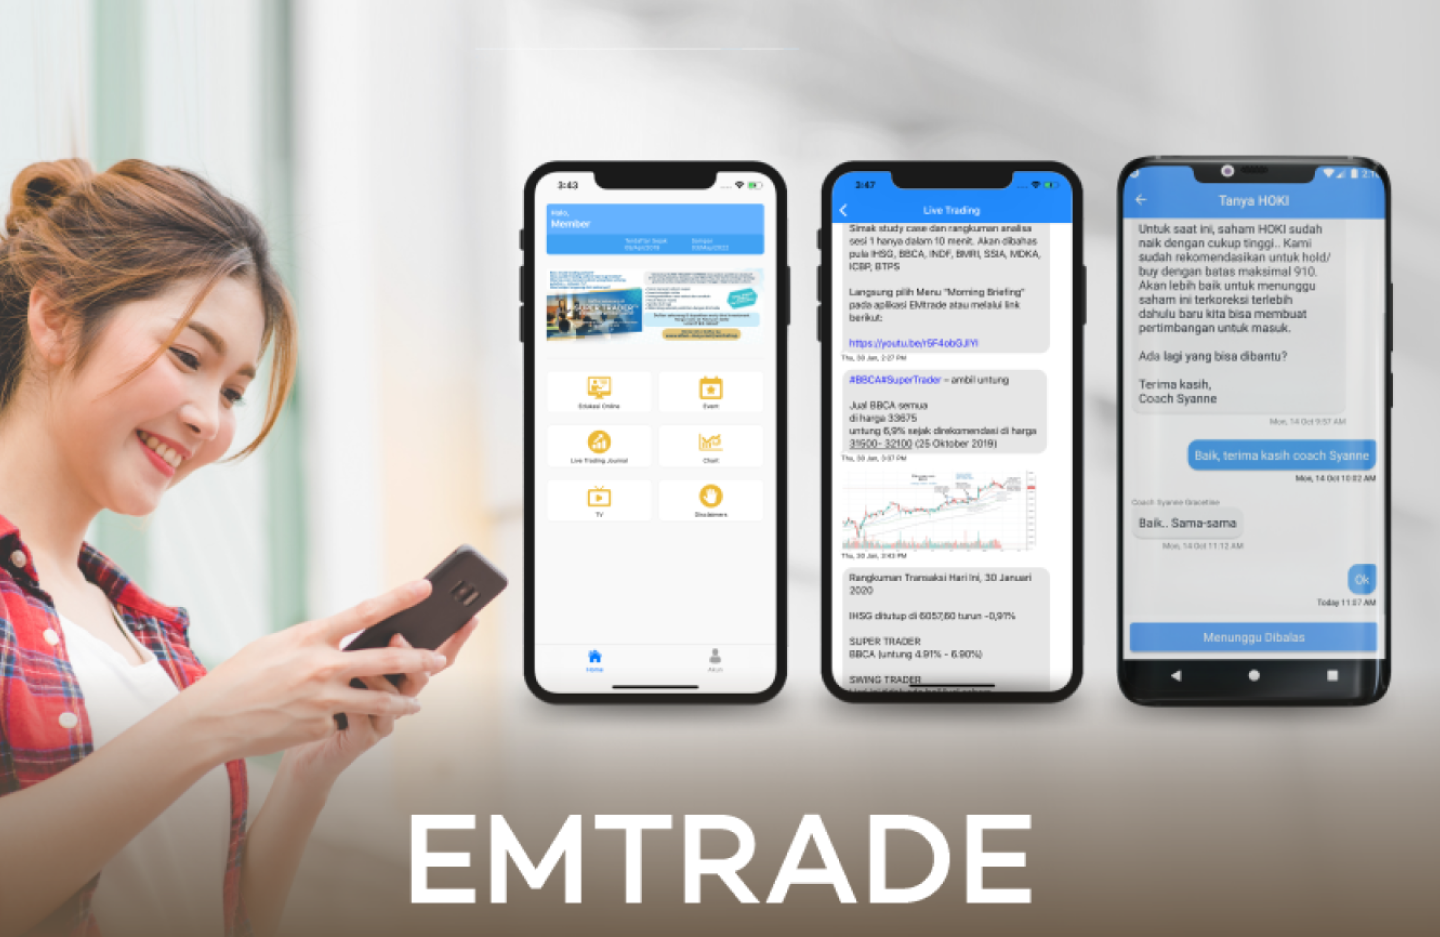 3:43
Halo,
Member
Terdaftar Sejak
Sampai
SUPER TRADER
Edukasi Online
Event
Live Trading Journal
Chart
TV
Disclaimers
Home
Akun
3:47
Live Trading
Simak study case dan rangkuman analisa
sesi 1 hanya dalam 10 menit. Akan dibahas
pula IHSG, BBCA, INDF, BMRI, SSIA, MDKA,
ICBP, BTPS
Langsung pilih Menu "Morning Briefing"
pada aplikasi EMtrade atau melalui link
berikut:
https://youtu.be/r5F4obGJlYI
Thu, 30 Jan, 2:27 PM
#BBCA#SuperTrader – ambil untung
Jual BBCA semua
di harga 33675
untung 6,9% sejak direkomendasi di harga
31500- 32100 (25 Oktober 2019)
Thu, 30 Jan, 3:37 PM
Thu, 30 Jan, 3:43 PM
Rangkuman Transaksi Hari Ini, 30 Januari
2020
IHSG ditutup di 6057,60 turun -0,91%
SUPER TRADER
BBCA (untung 4.91% - 6.90%)
SWING TRADER
Tanya HOKI
Untuk saat ini, saham HOKI sudah
naik dengan cukup tinggi.. Kami
sudah rekomendasikan untuk hold/
buy dengan batas maksimal 910.
Akan lebih baik untuk menunggu
saham ini terkoreksi terlebih
dahulu baru kita bisa membuat
pertimbangan untuk masuk.
Ada lagi yang bisa dibantu?
Terima kasih,
Coach Syanne
Mon, 14 Oct 9:57 AM
Baik, terima kasih coach Syanne
Mon, 14 Oct 10:02 AM
Coach Syanne Gracetine
Baik.. Sama-sama
Mon, 14 Oct 11:12 AM
Ok
Today 11:57 AM
Menunggu Dibalas
EMTRADE